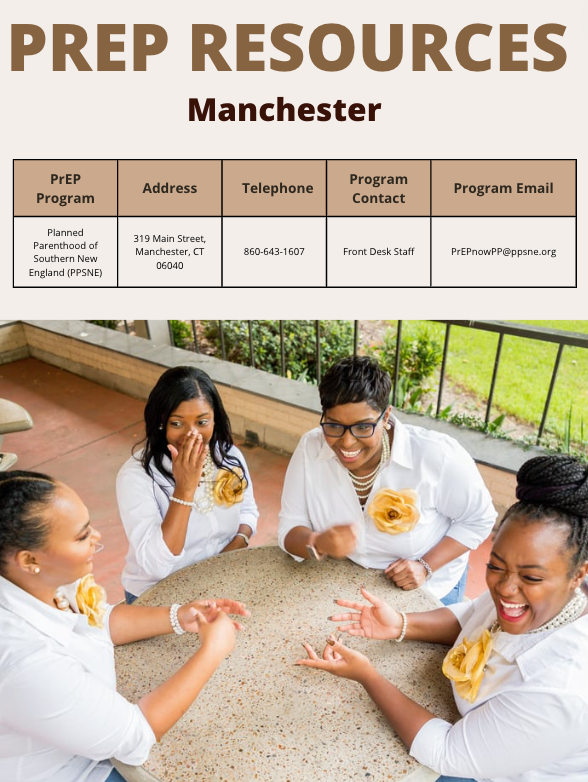 PREP RESOURCES
Manchester
PrEP
Program
Address
Telephone
Program
Contact
Program Email
Planned
Parenthood of
Southern New
England (PPSNE)
319 Main Street,
Manchester, CT
06040
860-643-1607
Front Desk Staff
PrEPnowPP@ppsne.org